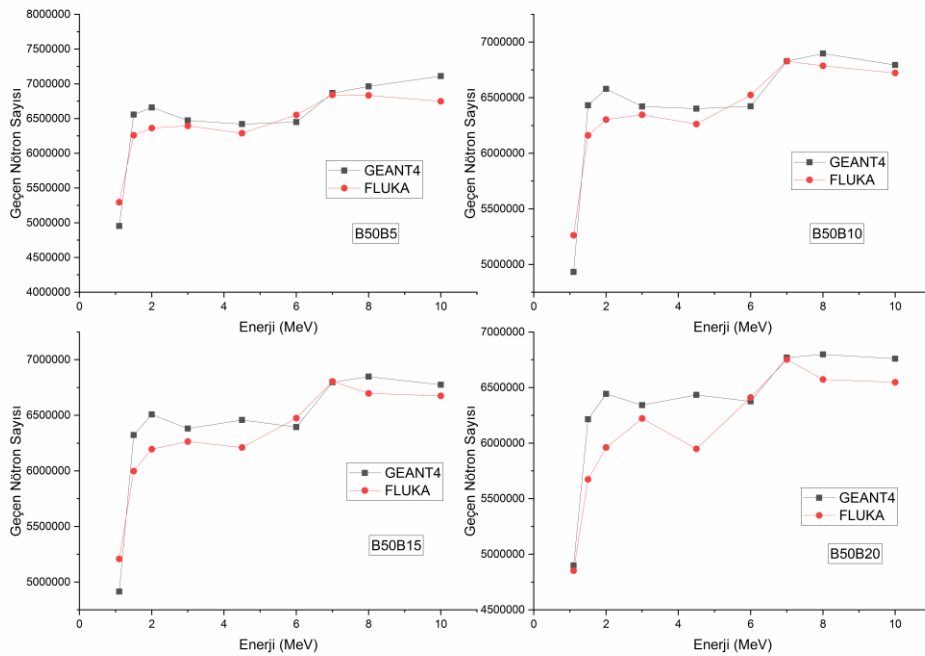 8000000
7500000
7000000
6500000
6000000
5500000
5000000
4500000
4000000
Geçen Nötron Sayısı
GEANT4
FLUKA
B50B5
0 2 4 6 8 10
Enerji (MeV)
7000000
6500000
6000000
5500000
5000000
Geçen Nötron Sayısı
GEANT4
FLUKA
B50B10
0 2 4 6 8 10
Enerji (MeV)
7000000
6500000
6000000
5500000
5000000
Geçen Nötron Sayısı
GEANT4
FLUKA
B50B15
0 2 4 6 8 10
Enerji (MeV)
7000000
6500000
6000000
5500000
5000000
4500000
Geçen Nötron Sayısı
GEANT4
FLUKA
B50B20
0 2 4 6 8 10
Enerji (MeV)